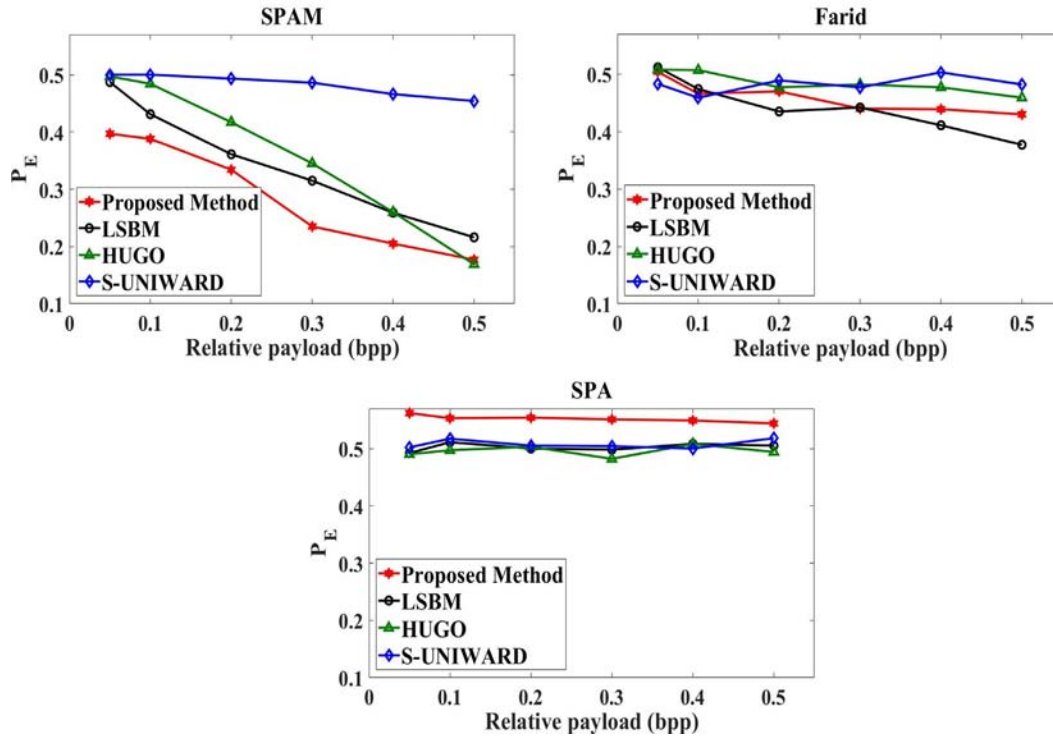 SPAM
0.5
0.4
0.3
0.2
0.1
P_E
Proposed Method
LSBM
HUGO
S-UNIWARD
0 0.1 0.2 0.3 0.4 0.5
Relative payload (bpp)
Farid
0.5
0.4
0.3
0.2
0.1
P_E
Proposed Method
LSBM
HUGO
S-UNIWARD
0 0.1 0.2 0.3 0.4 0.5
Relative payload (bpp)
SPA
0.5
0.4
0.3
0.2
0.1
P_E
Proposed Method
LSBM
HUGO
S-UNIWARD
0 0.1 0.2 0.3 0.4 0.5
Relative payload (bpp)